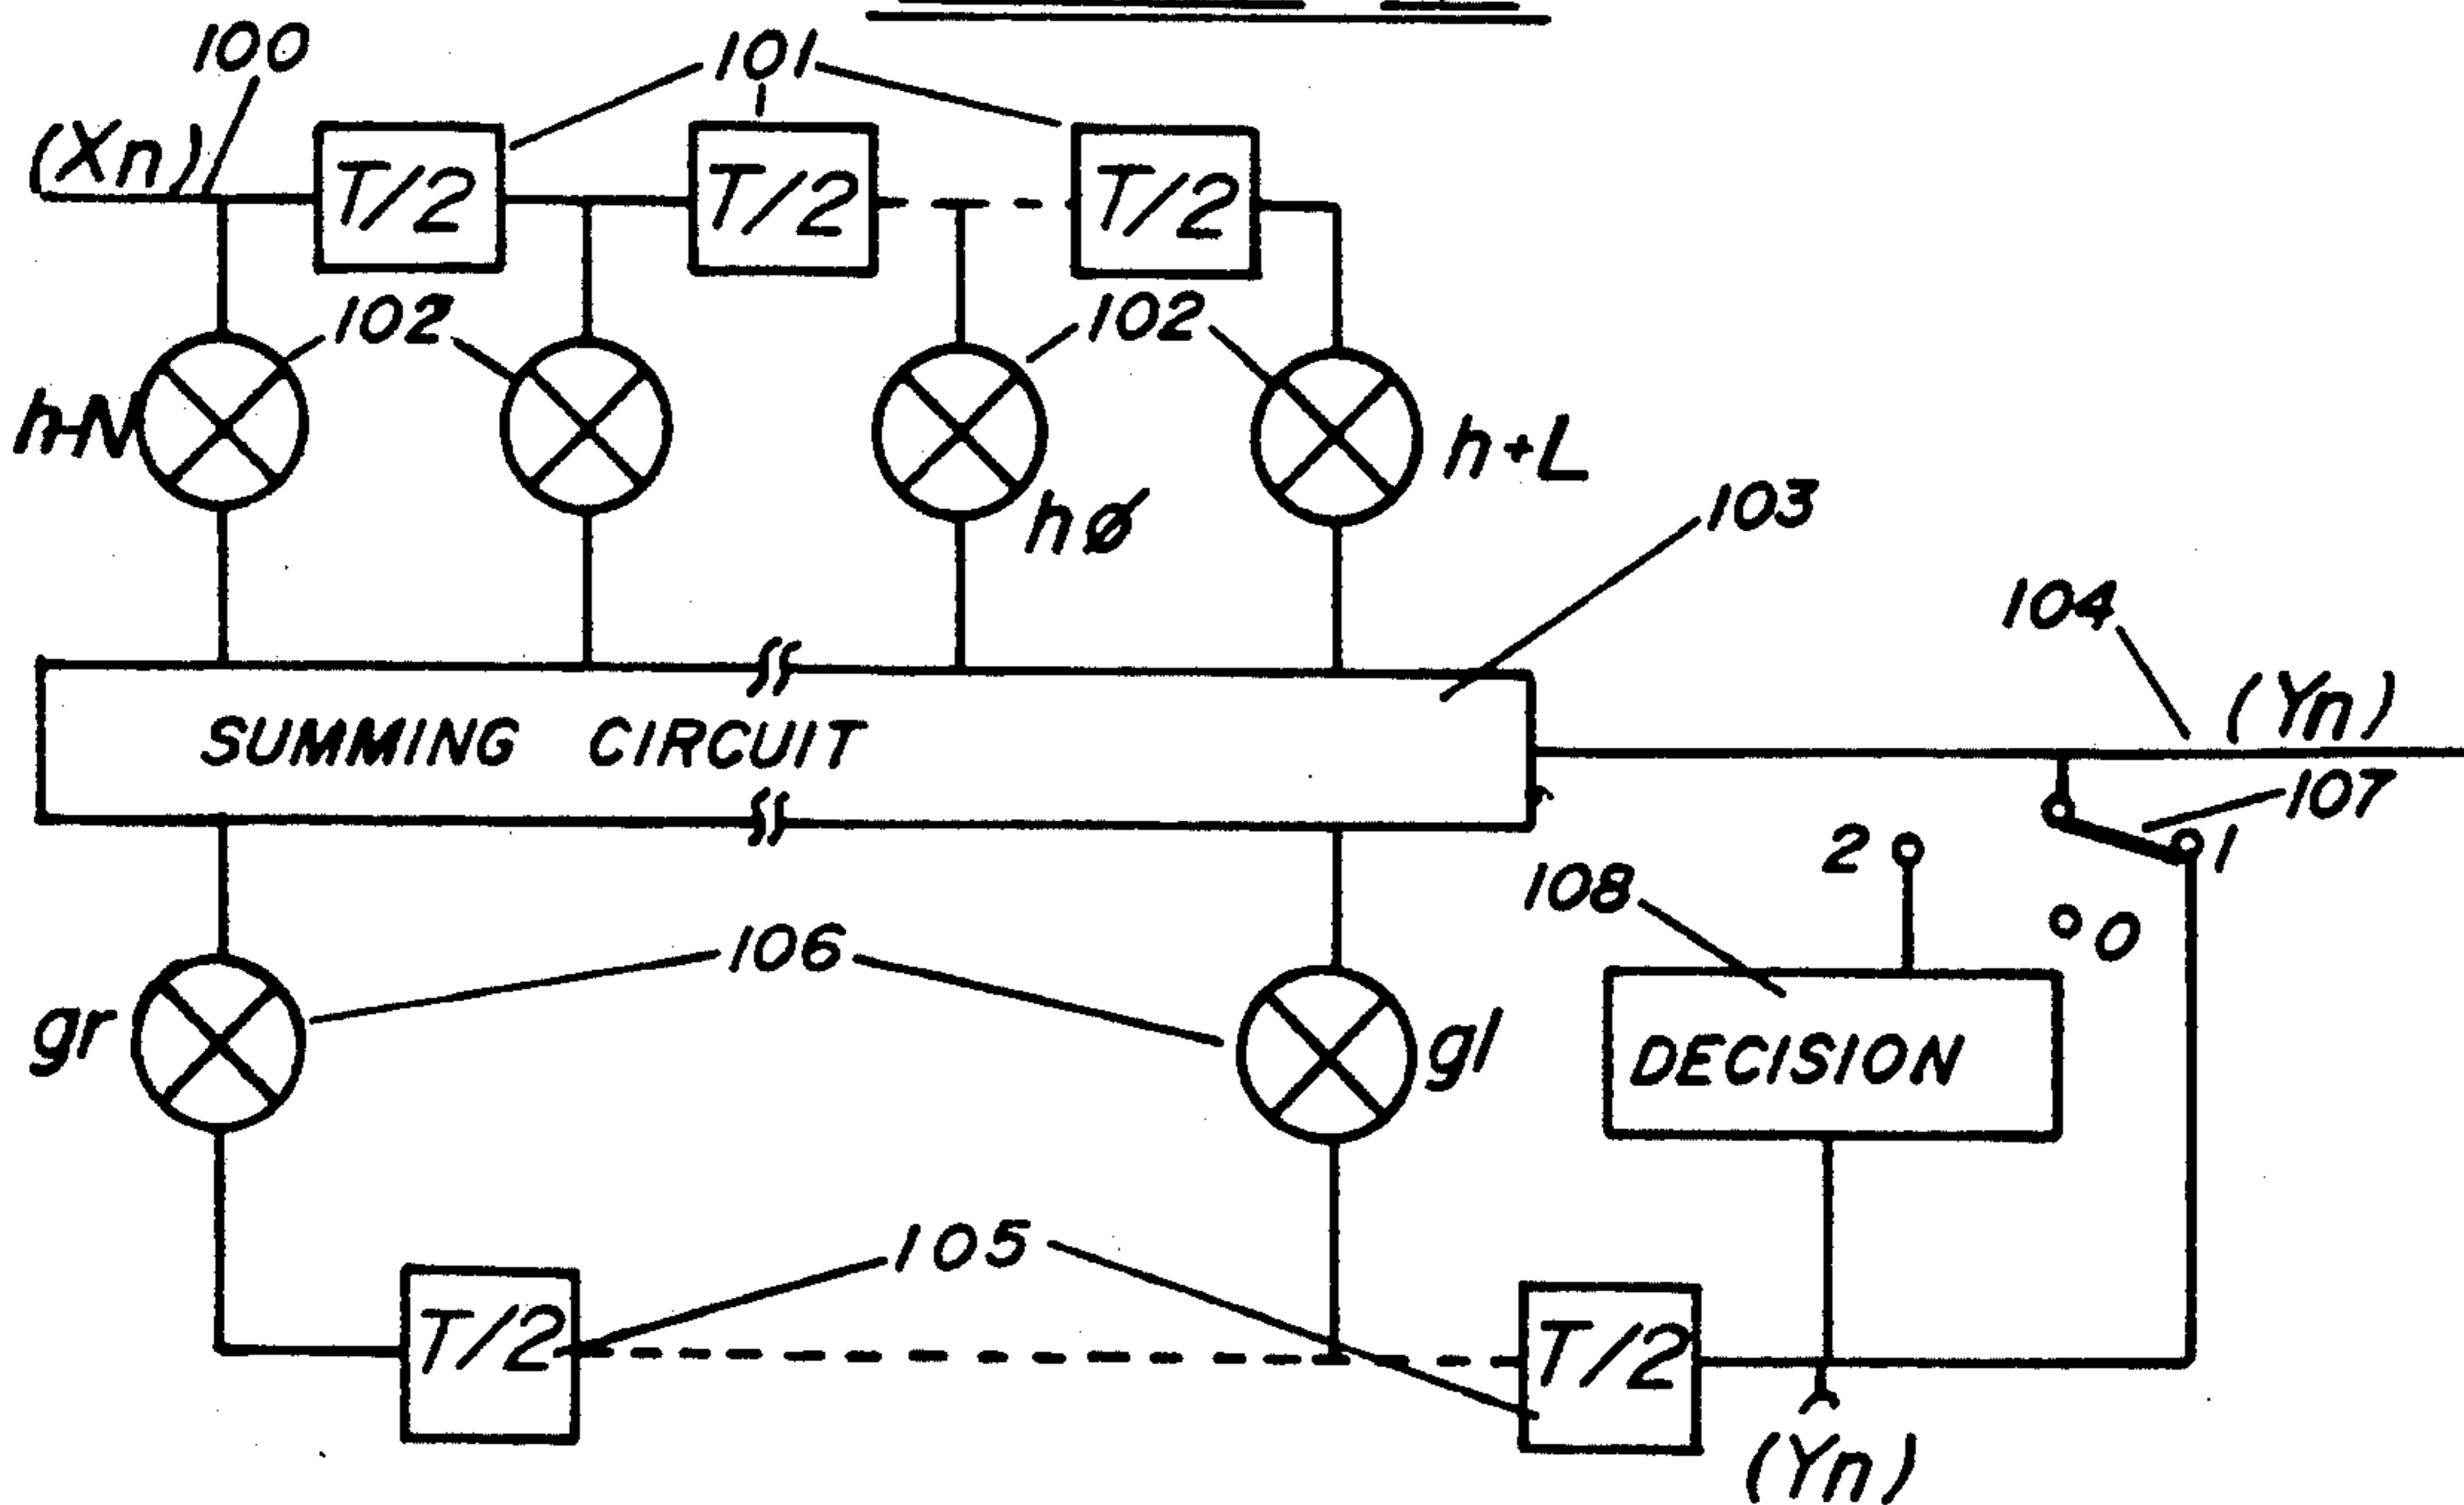 100
101
(Xn)
T/2
T/2
T/2
102
102
h-N
h+L
hø
103
104
SUMMING CIRCUIT
(Yn)
107
2
1
108
0
106
gr
gl
DECISION
105
T/2
T/2
(Ŷn)